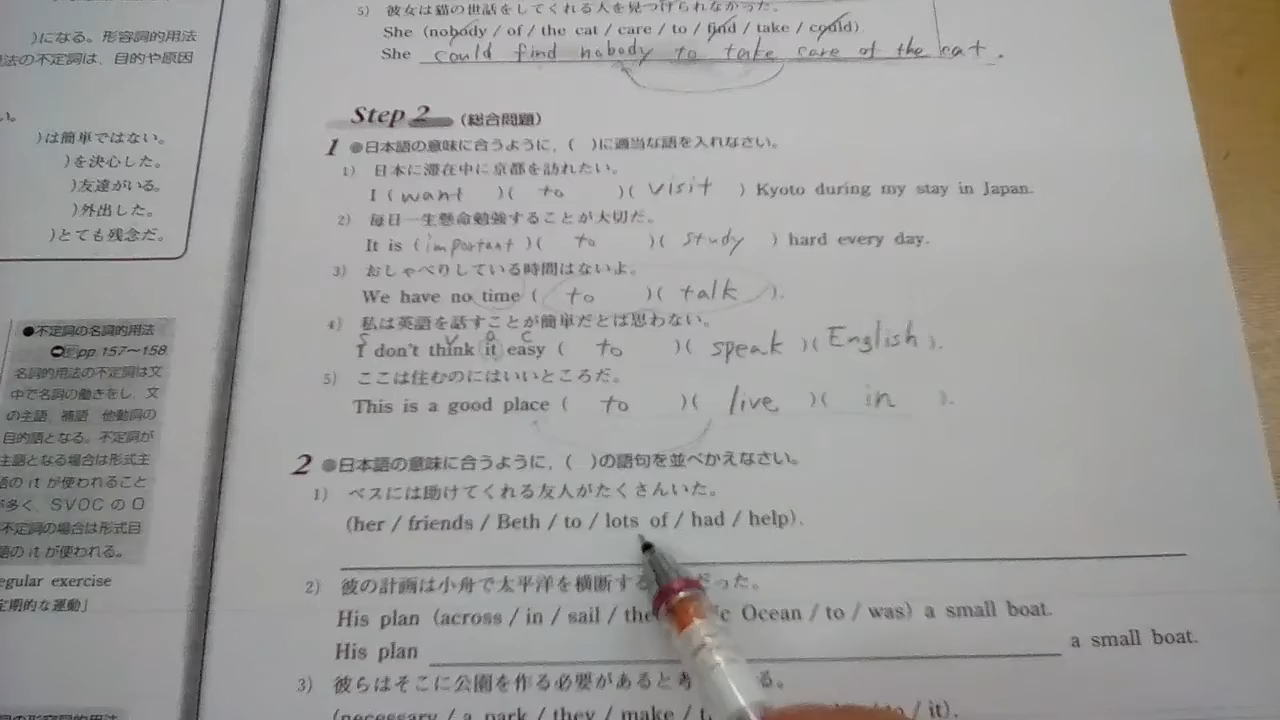 )になる。形容詞的用法
法の不定詞は、目的や原因
い。
)は簡単ではない。
)を決心した。
)友達がいる。
)外出した。
)とても残念だ。
●不定詞の名詞的用法
pp.157～158
名詞的用法の不定詞は文
中で名詞の働きをし、文
の主語、補語、他動詞の
目的語となる。不定詞が
主語となる場合は形式主
語の it が使われること
が多く、SVOC の O
不定詞の場合は形式目
語の it が使われる。
egular exercise
定期的な運動」
5) 彼女は猫の世話をしてくれる人を見つけられなかった。
She (nobody / of / the cat / care / to / find / take / could)
She could find nobody to take care of the cat .
Step 2 (総合問題)
1 ●日本語の意味に合うように，( )に適当な語を入れなさい。
1) 日本に滞在中に京都を訪れたい。
I ( want )( to )( visit ) Kyoto during my stay in Japan.
2) 毎日一生懸命勉強することが大切だ。
It is ( important )( to )( study ) hard every day.
3) おしゃべりしている時間はないよ。
We have no time ( to )( talk ).
4) 私は英語を話すことが簡単だとは思わない。
S V O C
I don't think it easy ( to )( speak )( English ).
5) ここは住むのにはいいところだ。
This is a good place ( to )( live )( in ).
2 ●日本語の意味に合うように，( )の語句を並べかえなさい。
1) ベスには助けてくれる友人がたくさんいた。
(her / friends / Beth / to / lots of / had / help).
2) 彼の計画は小舟で太平洋を横断する だった。
His plan (across / in / sail / the c Ocean / to / was) a small boat.
His plan a small boat.
3) 彼らはそこに公園を作る必要があると る。
(necessary / a park / they / make / / it).